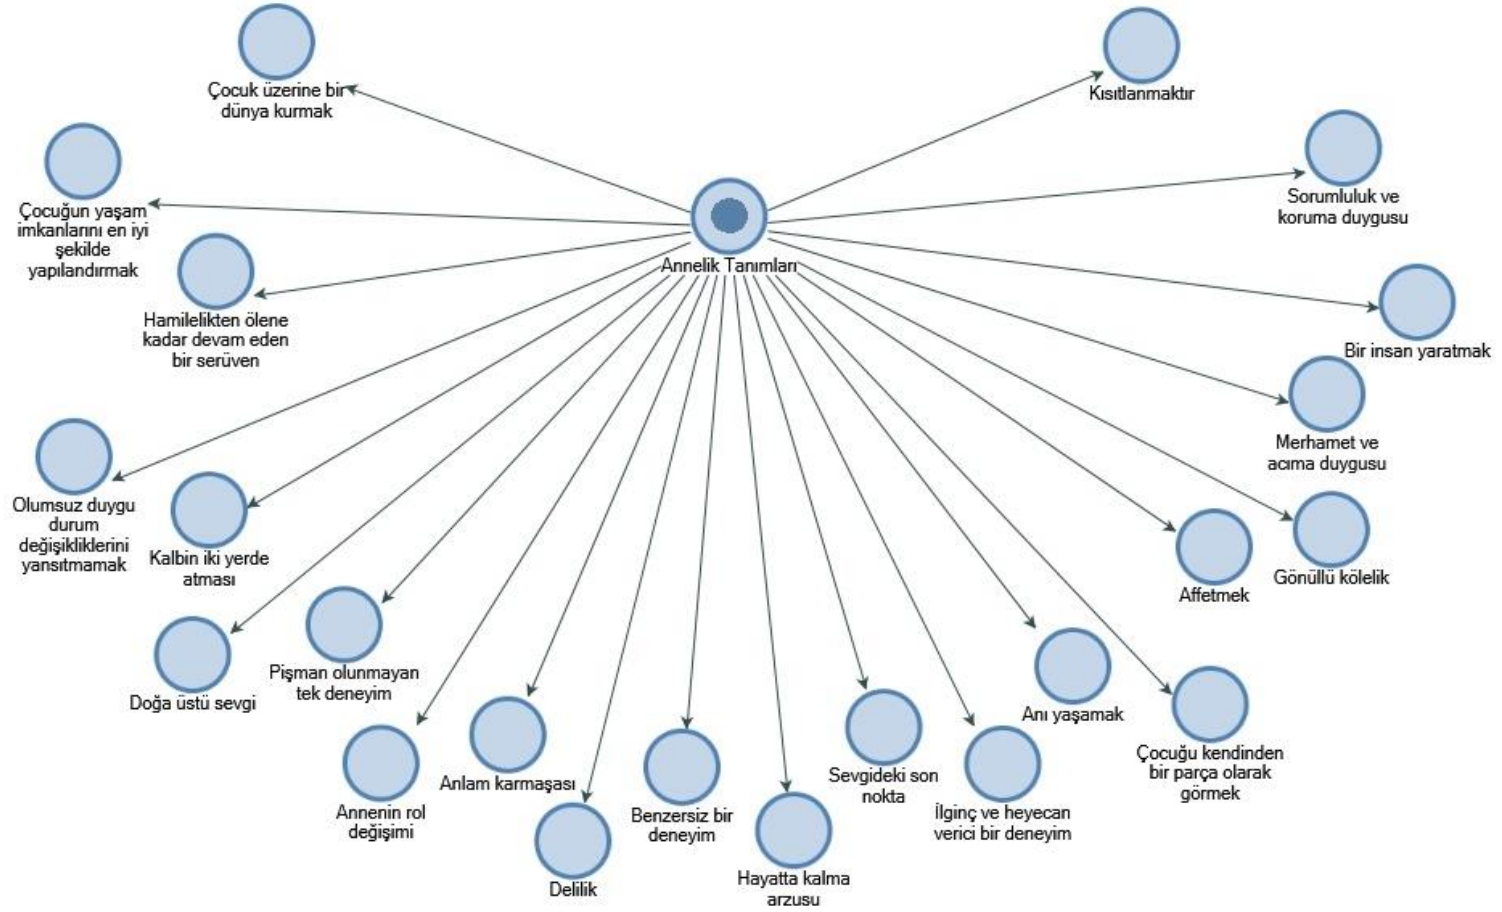 Çocuk üzerine bir
dünya kurmak
Kısıtlanmaktır
Çocuğun yaşam
imkanlarını en iyi
şekilde
yapılandırmak
Sorumluluk ve
koruma duygusu
Annelik Tanımları
Hamilelikten ölene
kadar devam eden
bir serüven
Bir insan yaratmak
Merhamet ve
acıma duygusu
Olumsuz duygu
durum
değişikliklerini
yansıtmamak
Kalbin iki yerde
atması
Gönüllü kölelik
Affetmek
Doğa üstü sevgi
Pişman olunmayan
tek deneyim
Anı yaşamak
Çocuğu kendinden
bir parça olarak
görmek
Annenin rol
değişimi
Anlam karmaşası
Delilik
Benzersiz bir
deneyim
Hayatta kalma
arzusu
Sevgideki son
nokta
İlginç ve heyecan
verici bir deneyim